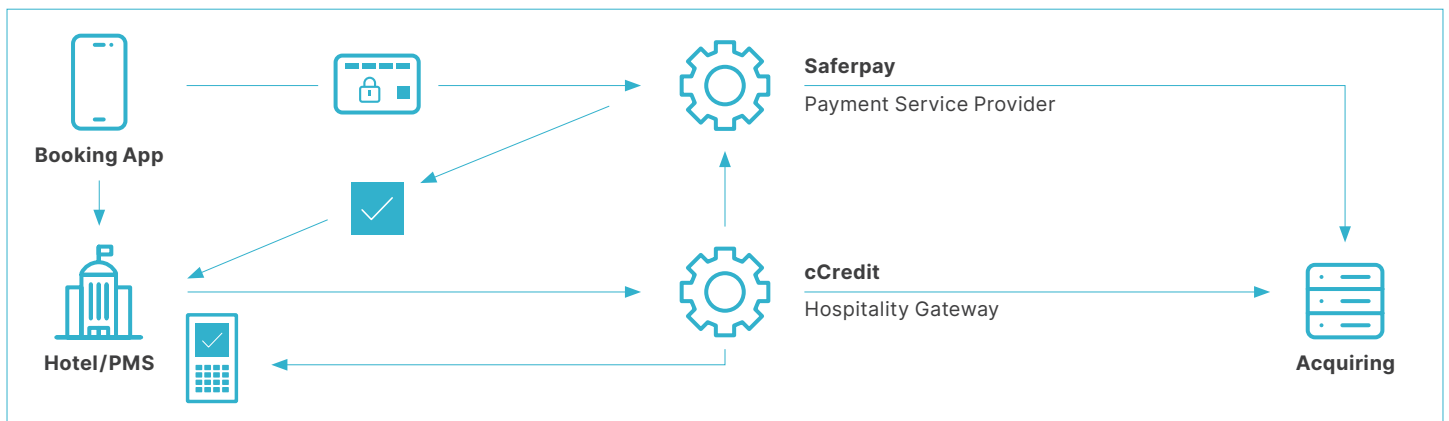 Saferpay
Payment Service Provider
Booking App
cCredit
Hospitality Gateway
Hotel/PMS
Acquiring